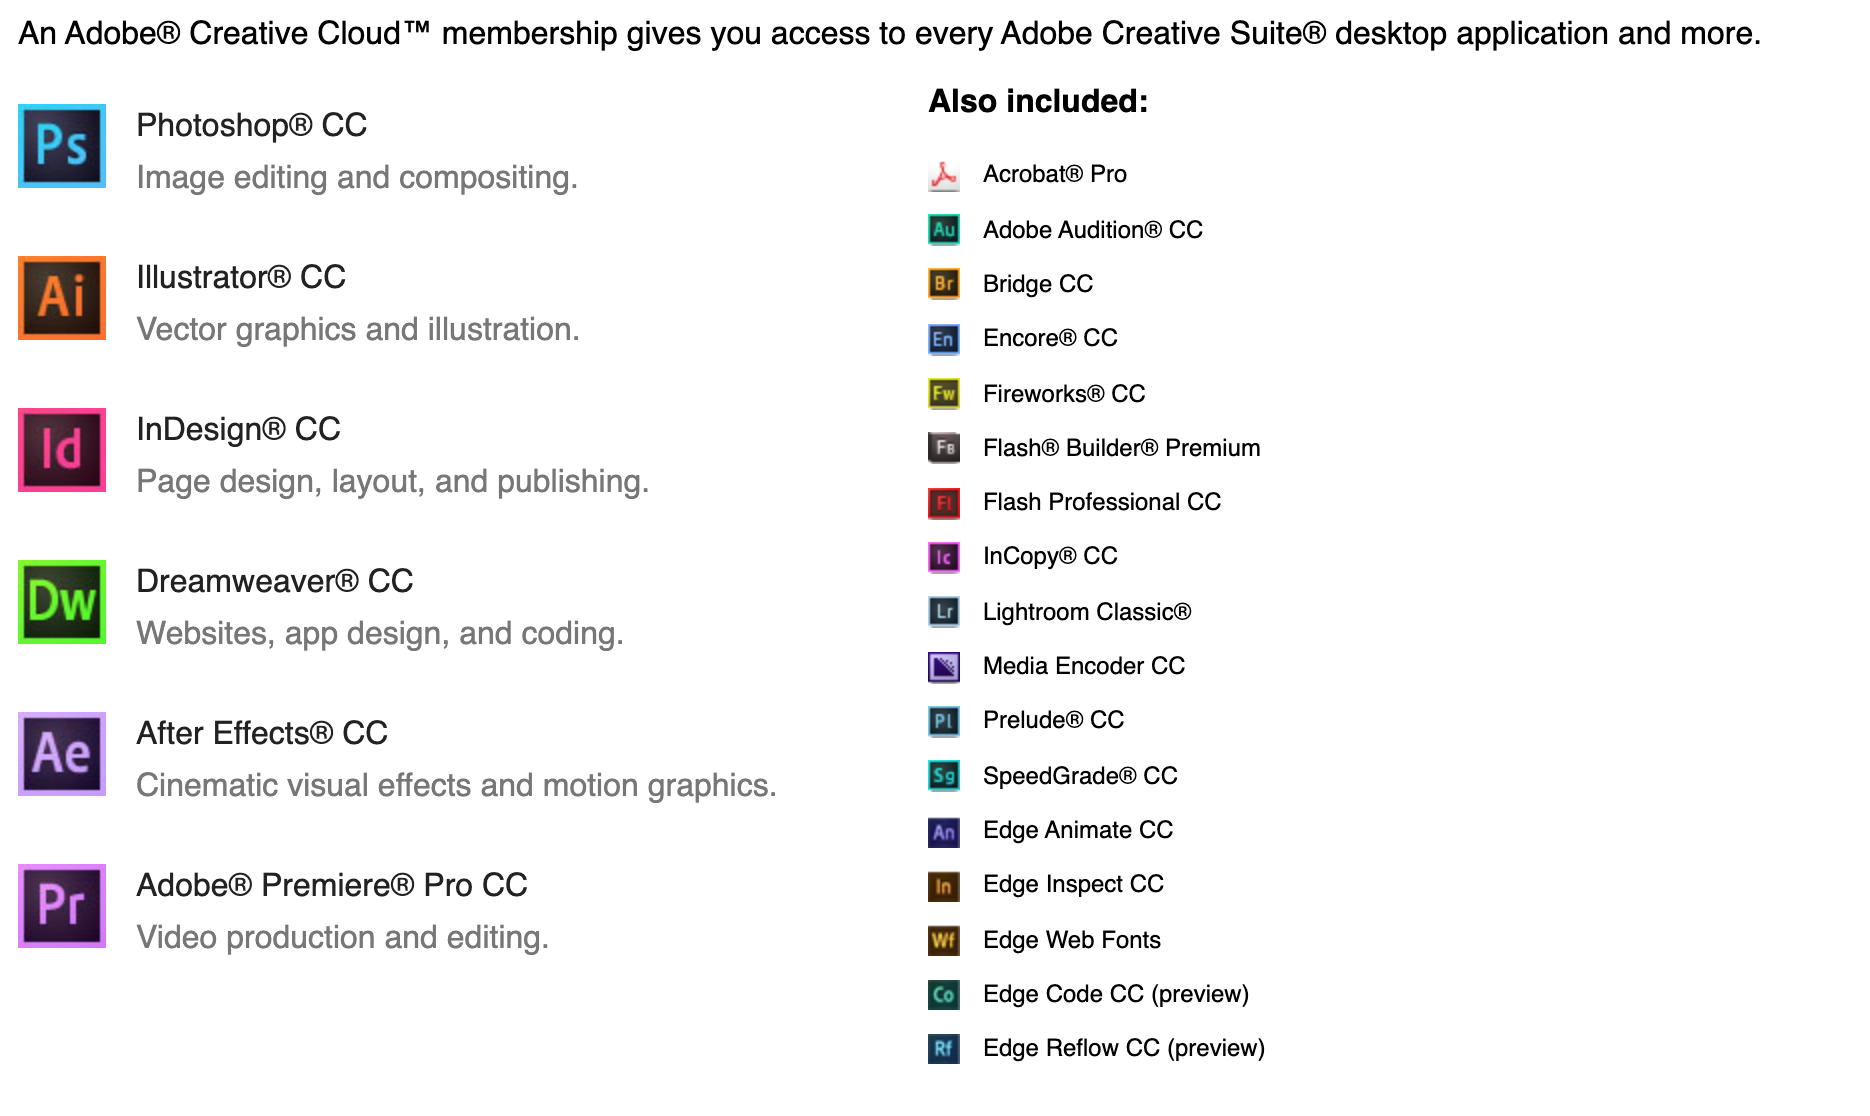 An Adobe® Creative Cloud™ membership gives you access to every Adobe Creative Suite® desktop application and more.
Ps
Photoshop® CC
Image editing and compositing.
Ai
Illustrator® CC
Vector graphics and illustration.
Id
InDesign® CC
Page design, layout, and publishing.
Dw
Dreamweaver® CC
Websites, app design, and coding.
Ae
After Effects® CC
Cinematic visual effects and motion graphics.
Pr
Adobe® Premiere® Pro CC
Video production and editing.
Also included:
Acrobat® Pro
Au Adobe Audition® CC
Br Bridge CC
En Encore® CC
Fw Fireworks® CC
FB Flash® Builder® Premium
Fl Flash Professional CC
Ic InCopy® CC
Lr Lightroom Classic®
Media Encoder CC
Pl Prelude® CC
Sg SpeedGrade® CC
An Edge Animate CC
In Edge Inspect CC
Wf Edge Web Fonts
Co Edge Code CC (preview)
Rf Edge Reflow CC (preview)